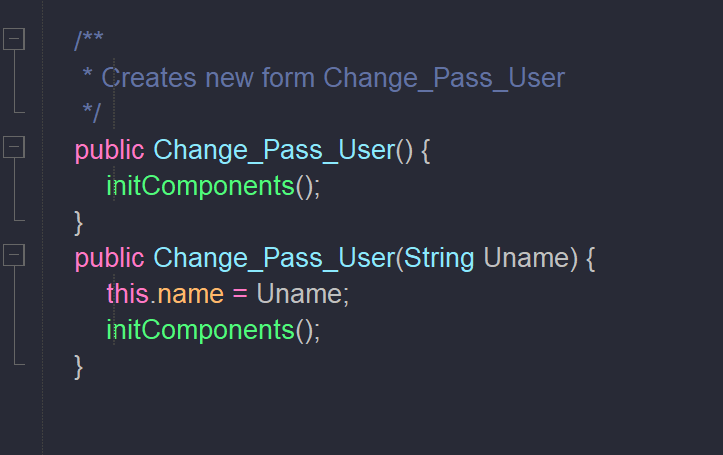 /**
 * Creates new form Change_Pass_User
 */
public Change_Pass_User() {
    initComponents();
}
public Change_Pass_User(String Uname) {
    this.name = Uname;
    initComponents();
}